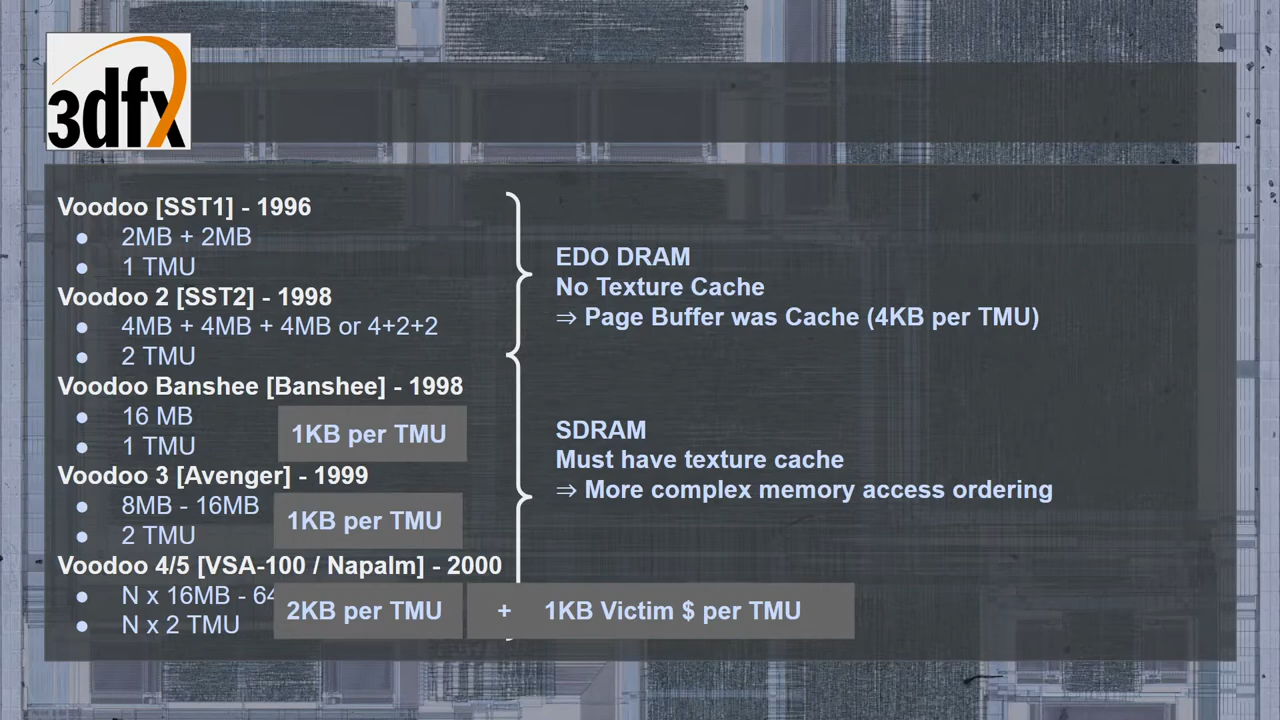 3dfx
Voodoo [SST1] - 1996
● 2MB + 2MB
● 1 TMU
Voodoo 2 [SST2] - 1998
● 4MB + 4MB + 4MB or 4+2+2
● 2 TMU
Voodoo Banshee [Banshee] - 1998
● 16 MB
● 1 TMU
1KB per TMU
Voodoo 3 [Avenger] - 1999
● 8MB - 16MB
● 2 TMU
1KB per TMU
Voodoo 4/5 [VSA-100 / Napalm] - 2000
● N x 16MB - 64
● N x 2 TMU
2KB per TMU + 1KB Victim $ per TMU
EDO DRAM
No Texture Cache
⇒ Page Buffer was Cache (4KB per TMU)
SDRAM
Must have texture cache
⇒ More complex memory access ordering